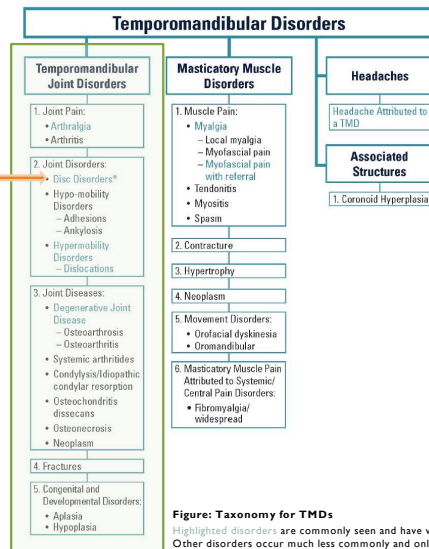 Temporomandibular Disorders
Temporomandibular
Joint Disorders
1. Joint Pain:
• Arthralgia
• Arthritis
2. Joint Disorders:
• Disc Disorders*
• Hypo-mobility
Disorders
– Adhesions
– Ankylosis
• Hypermobility
Disorders
– Dislocations
3. Joint Diseases:
• Degenerative Joint
Disease
– Osteoarthrosis
– Osteoarthritis
• Systemic arthritides
• Condylysis/Idiopathic
condylar resorption
• Osteochondritis
dissecans
• Osteonecrosis
• Neoplasm
4. Fractures
5. Congenital and
Developmental Disorders:
• Aplasia
• Hypoplasia
Masticatory Muscle
Disorders
1. Muscle Pain:
• Myalgia
– Local myalgia
– Myofascial pain
– Myofascial pain
with referral
• Tendonitis
• Myositis
• Spasm
2. Contracture
3. Hypertrophy
4. Neoplasm
5. Movement Disorders:
• Orofacial dyskinesia
• Oromandibular
6. Masticatory Muscle Pain
Attributed to Systemic/
Central Pain Disorders:
• Fibromyalgia/
widespread
Headaches
Headache Attributed to
a TMD
Associated
Structures
1. Coronoid Hyperplasia
Figure: Taxonomy for TMDs
Highlighted disorders are commonly seen and have
Other disorders occur much less commonly and